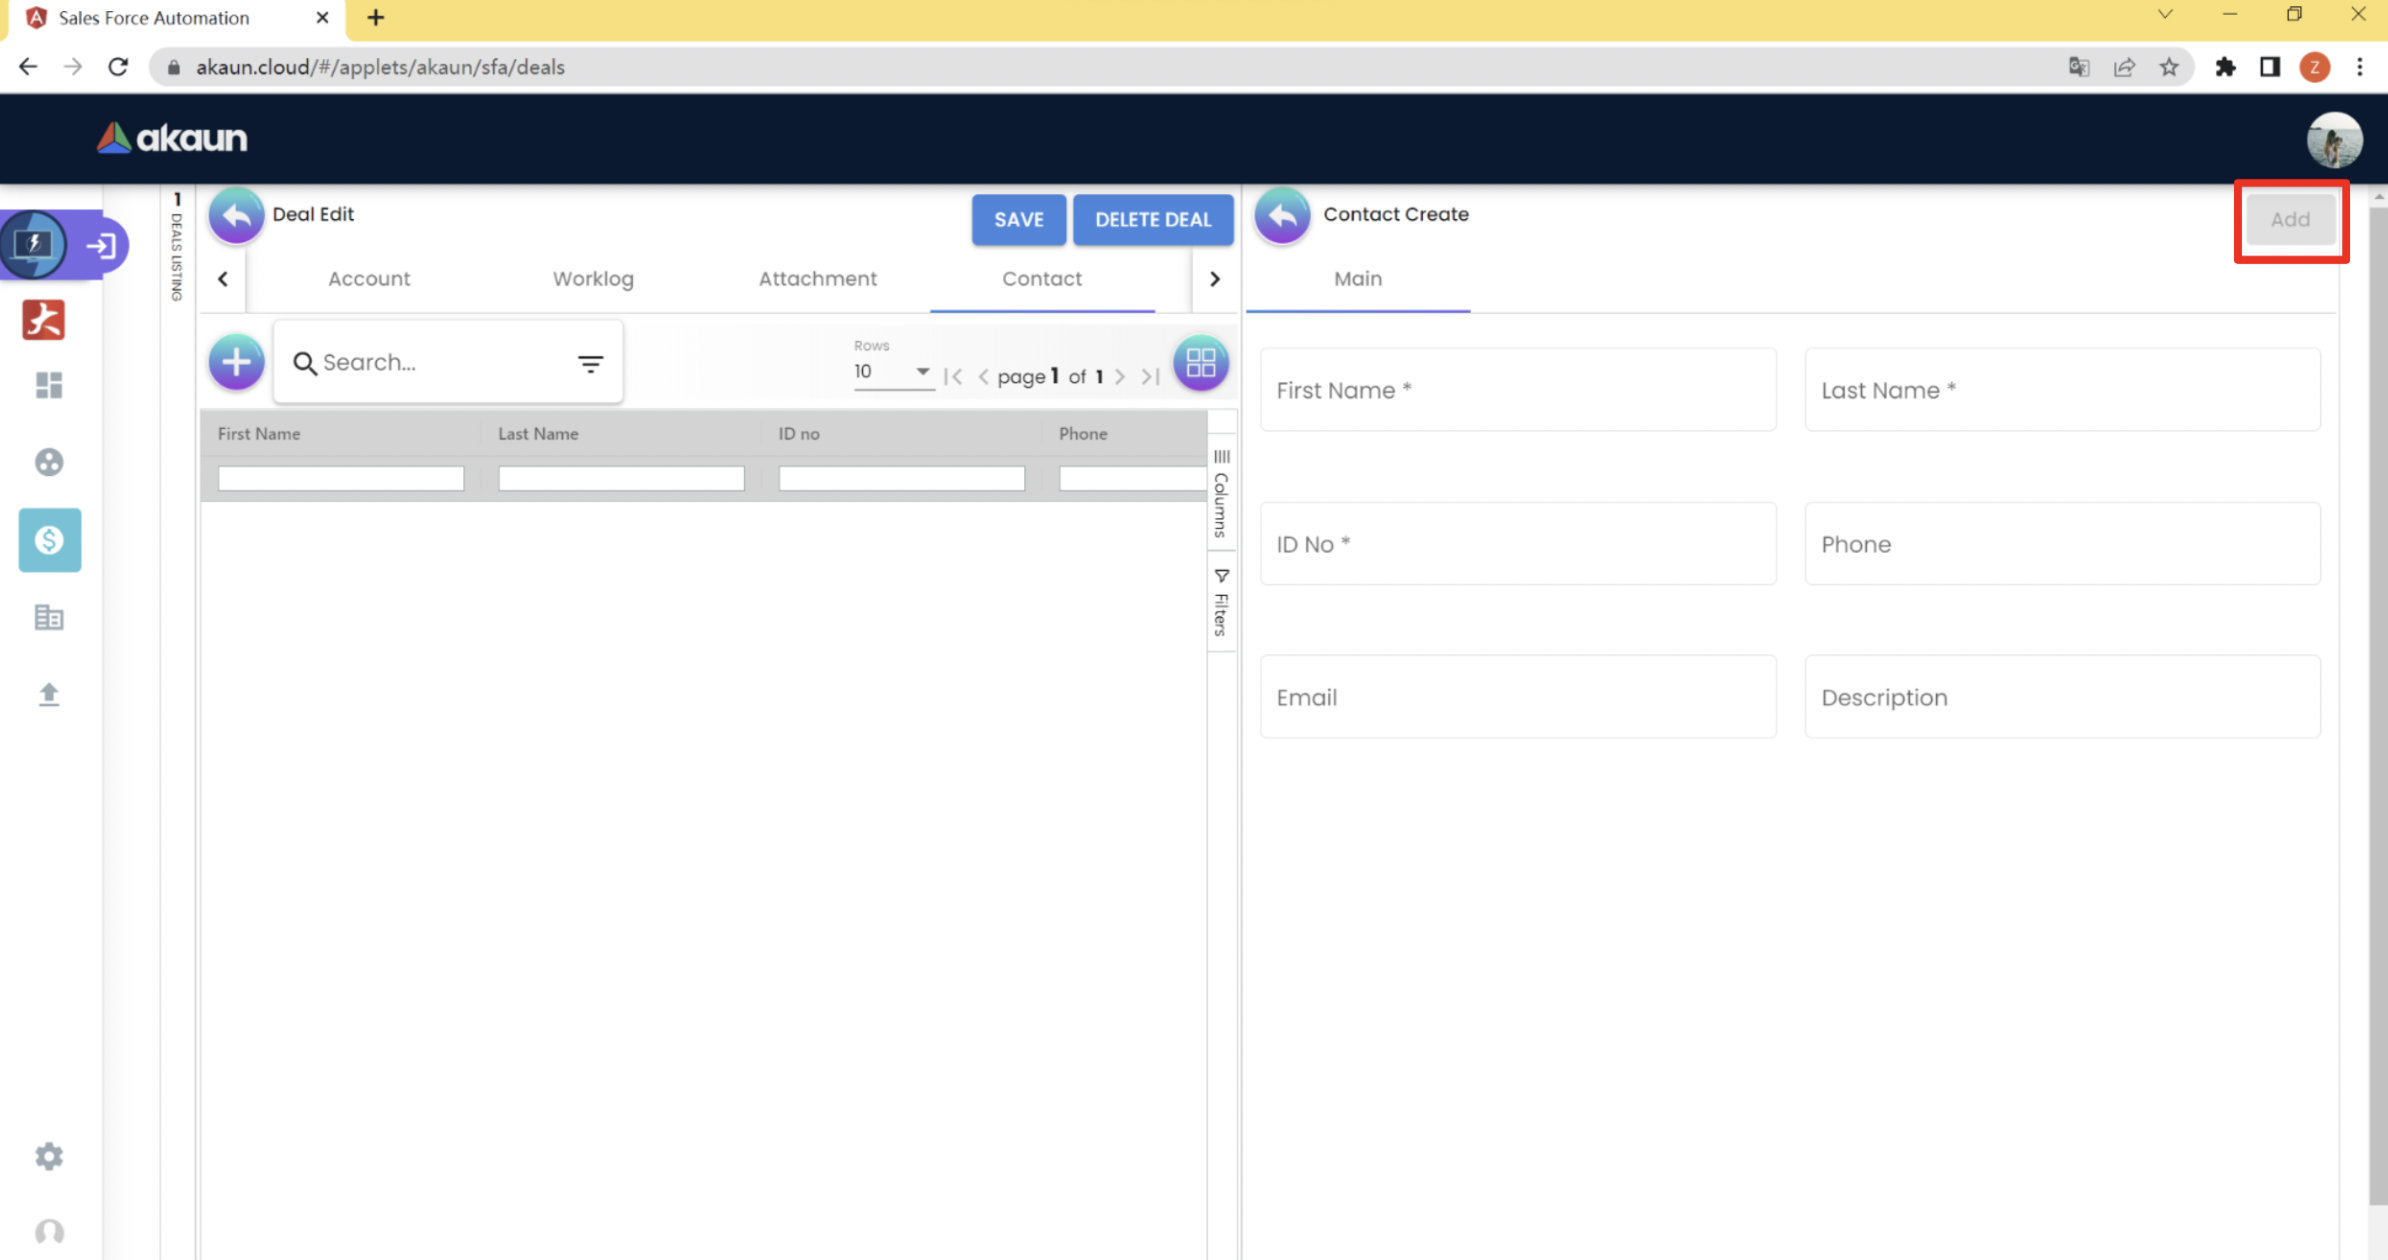 Sales Force Automation
akaun.cloud/#/applets/akaun/sfa/deals
Z
akaun
1
DEALS LISTING
Deal Edit
SAVE
DELETE DEAL
Contact Create
Add
Account
Worklog
Attachment
Contact
Main
Search...
Rows
10
page 1 of 1
First Name
Last Name
ID no
Phone
Columns
Filters
First Name *
Last Name *
ID No *
Phone
Email
Description